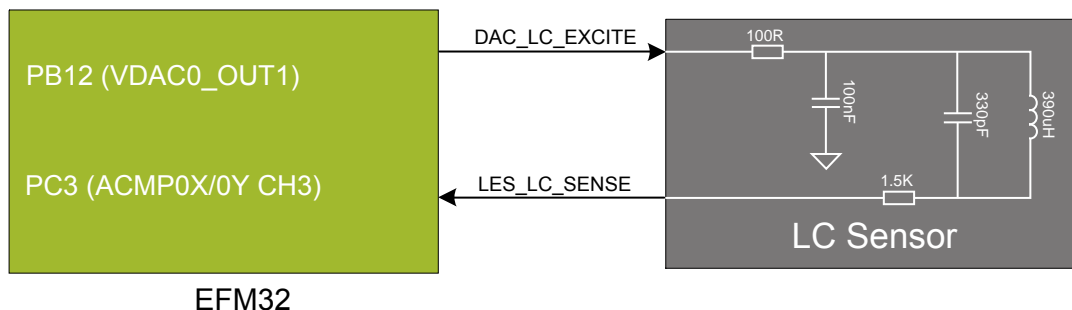 PB12 (VDAC0_OUT1)
PC3 (ACMP0X/0Y CH3)
EFM32
DAC_LC_EXCITE
LES_LC_SENSE
100R
100nF
330pF
390uH
1.5K
LC Sensor